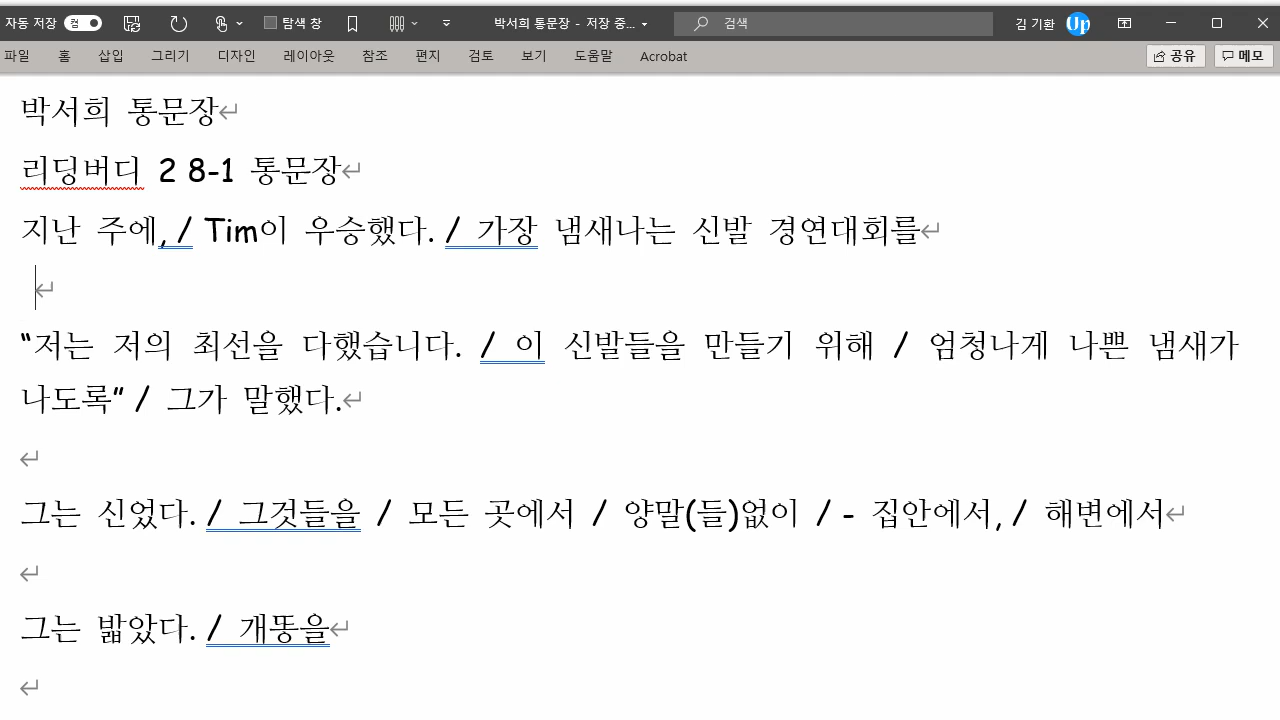 자동 저장 컴 탐색 창 박서희 통문장 - 저장 중... 검색 김 기환 Up
파일 홈 삽입 그리기 디자인 레이아웃 참조 편지 검토 보기 도움말 Acrobat 공유 메모
박서희 통문장
리딩버디 2 8-1 통문장
지난 주에, / Tim이 우승했다. / 가장 냄새나는 신발 경연대회를
“저는 저의 최선을 다했습니다. / 이 신발들을 만들기 위해 / 엄청나게 나쁜 냄새가
나도록” / 그가 말했다.
그는 신었다. / 그것들을 / 모든 곳에서 / 양말(들)없이 / - 집안에서, / 해변에서
그는 밟았다. / 개똥을